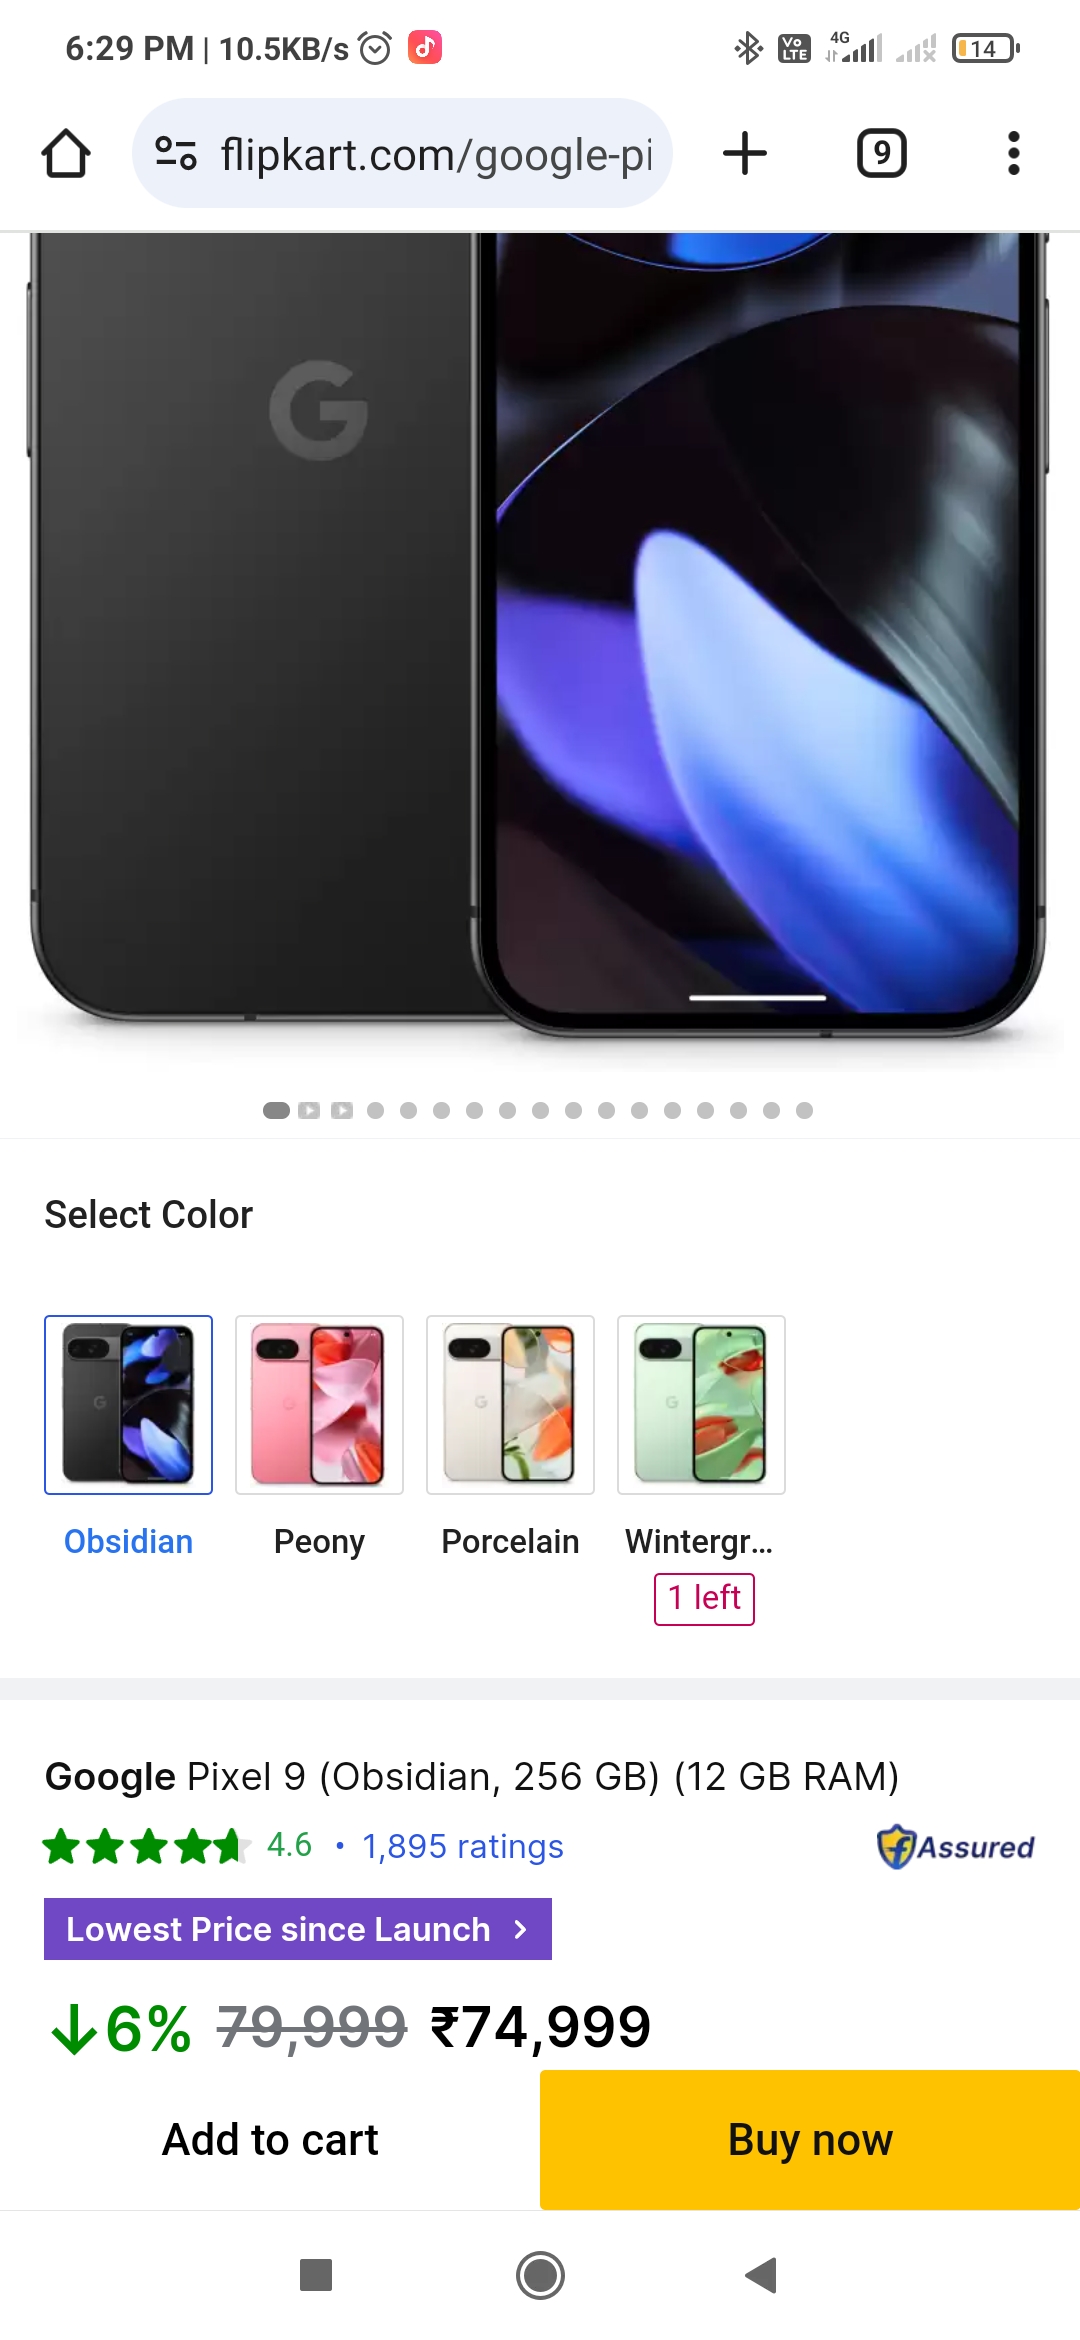 6:29 PM | 10.5KB/s
Vo LTE 4G 14
flipkart.com/google-pi
9
G
Select Color
Obsidian Peony Porcelain Wintergr...
1 left
Google Pixel 9 (Obsidian, 256 GB) (12 GB RAM)
4.6 • 1,895 ratings
f Assured
Lowest Price since Launch >
↓6% 79,999 ₹74,999
Add to cart Buy now